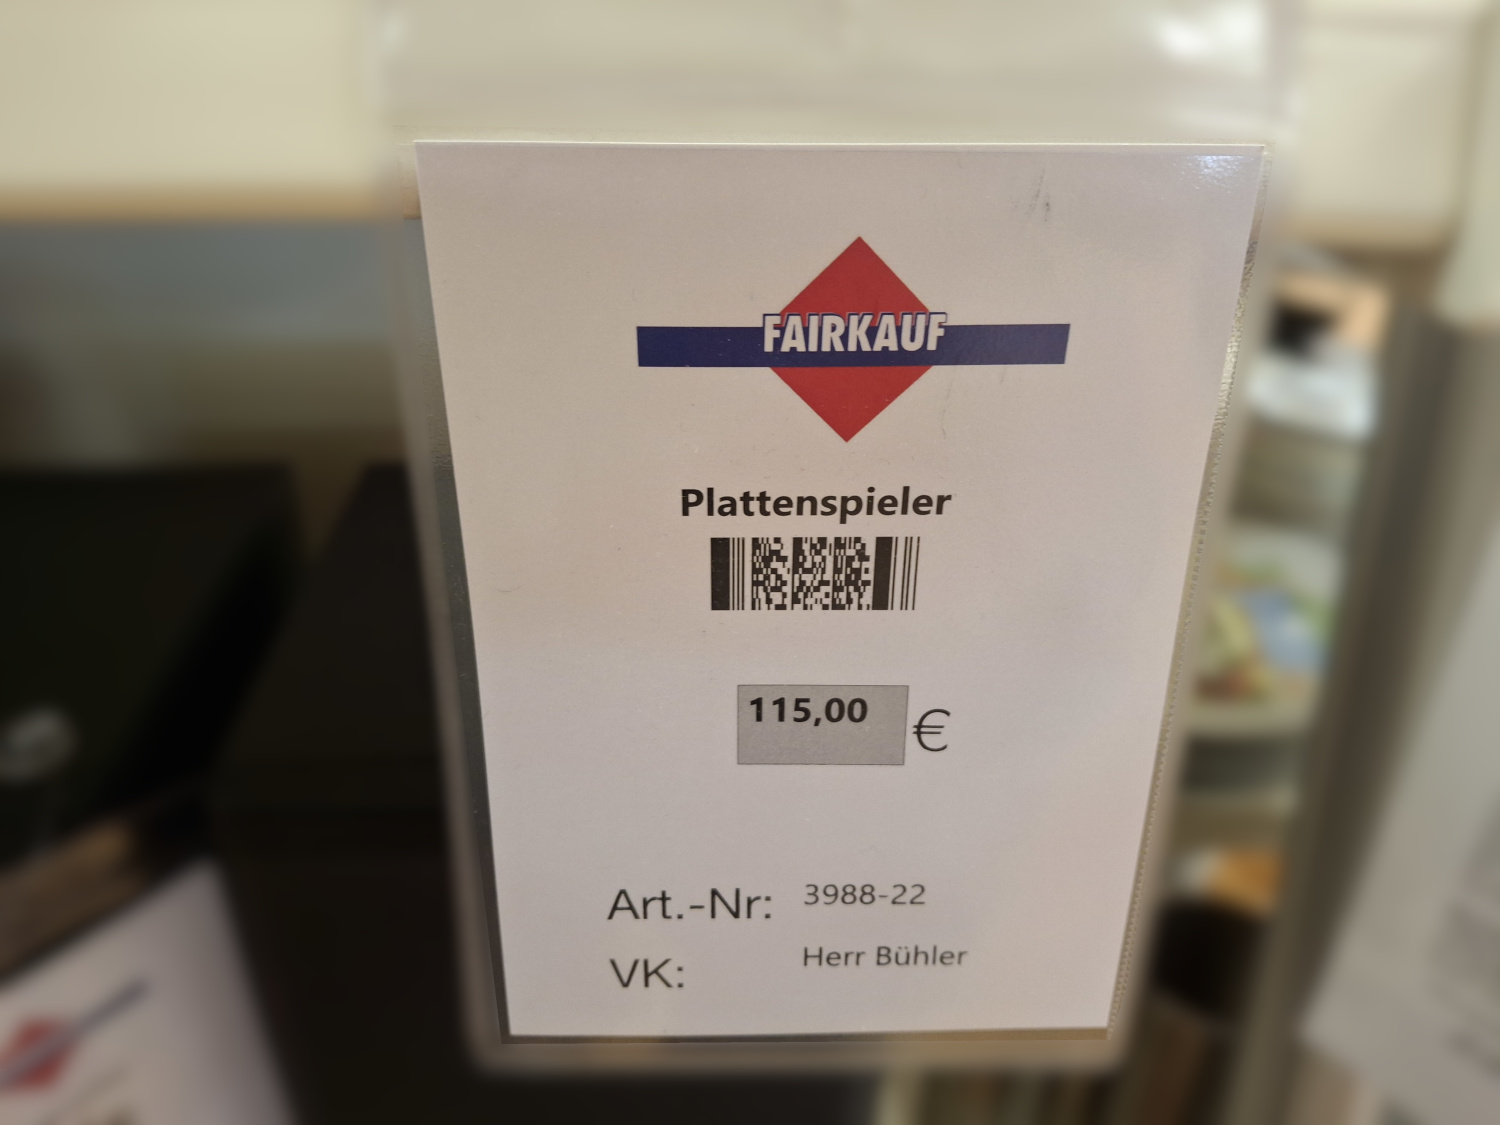 FAIRKAUF
Plattenspieler
115,00 €
Art.-Nr: 3988-22
VK: Herr Bühler